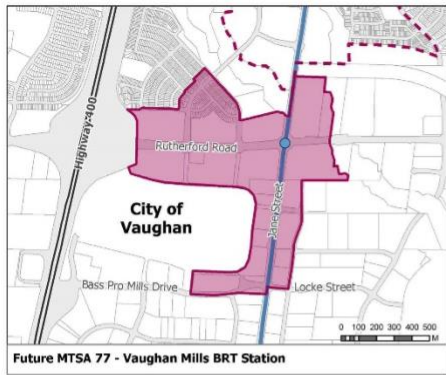 Highway 400
Rutherford Road
City of
Vaughan
Jane Street
Bass Pro Mills Drive
Locke Street
0 100 200 300 400 500
M
Future MTSA 77 - Vaughan Mills BRT Station